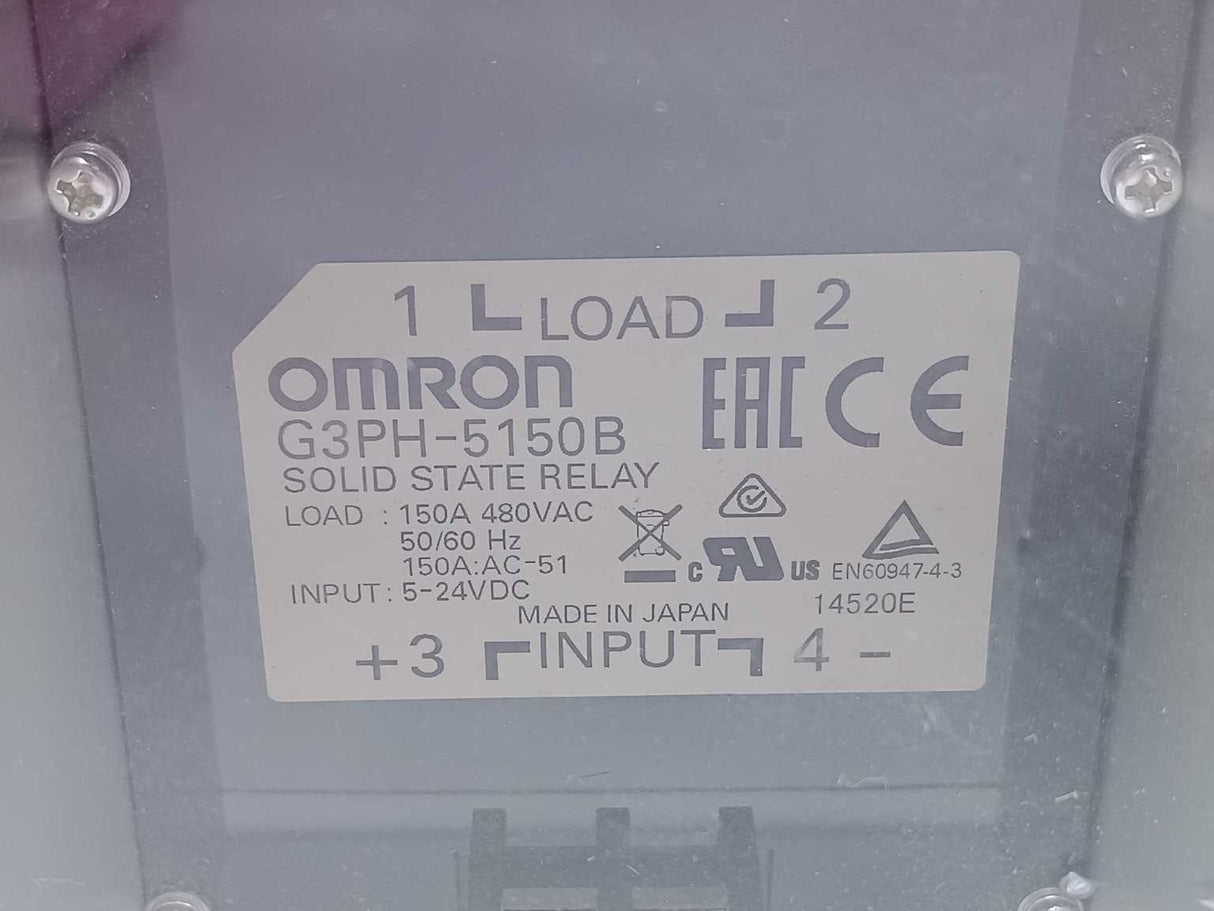 1 LOAD 2
OMRON
EAC CE
G3PH-5150B
SOLID STATE RELAY
LOAD : 150A 480VAC
50/60 Hz
150A:AC-51
INPUT: 5-24VDC
c RU US
EN60947-4-3
14520E
MADE IN JAPAN
+3 INPUT 4 -